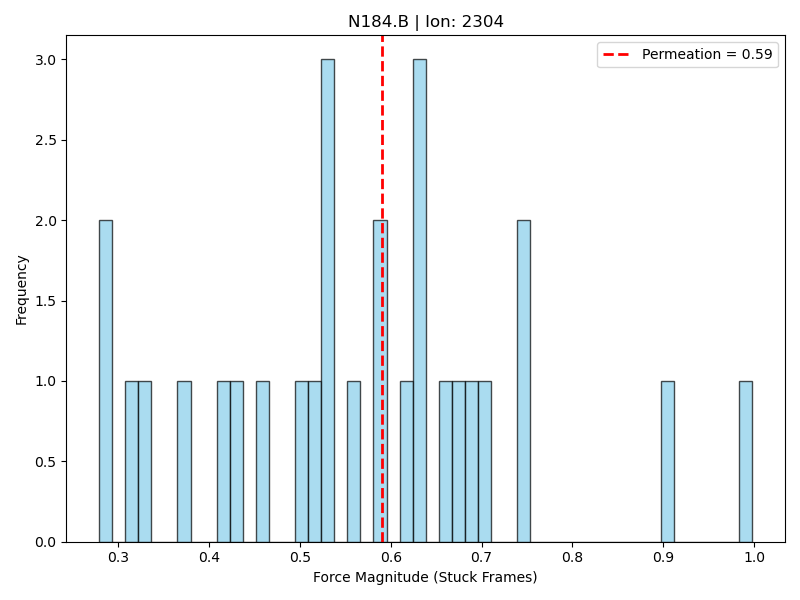 N184.B | Ion: 2304
Permeation = 0.59
3.0
2.5
2.0
1.5
1.0
0.5
0.0
Frequency
0.3 0.4 0.5 0.6 0.7 0.8 0.9 1.0
Force Magnitude (Stuck Frames)